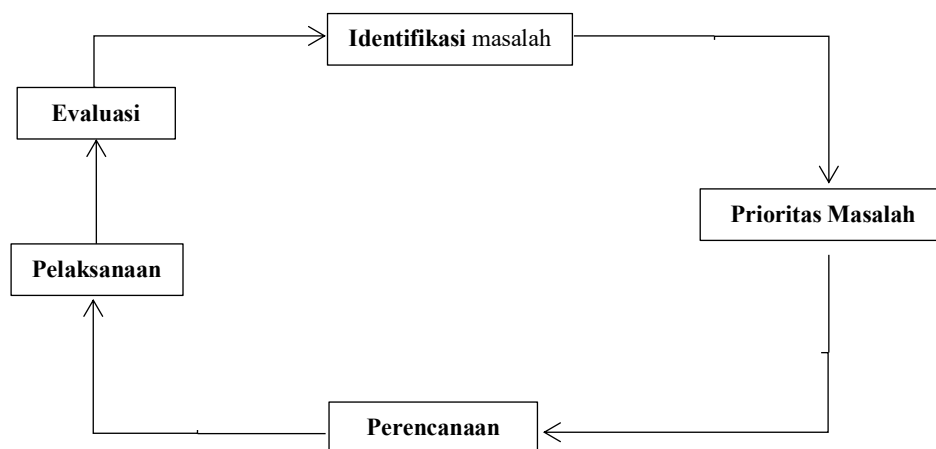 Identifikasi masalah
Evaluasi
Prioritas Masalah
Pelaksanaan
Perencanaan